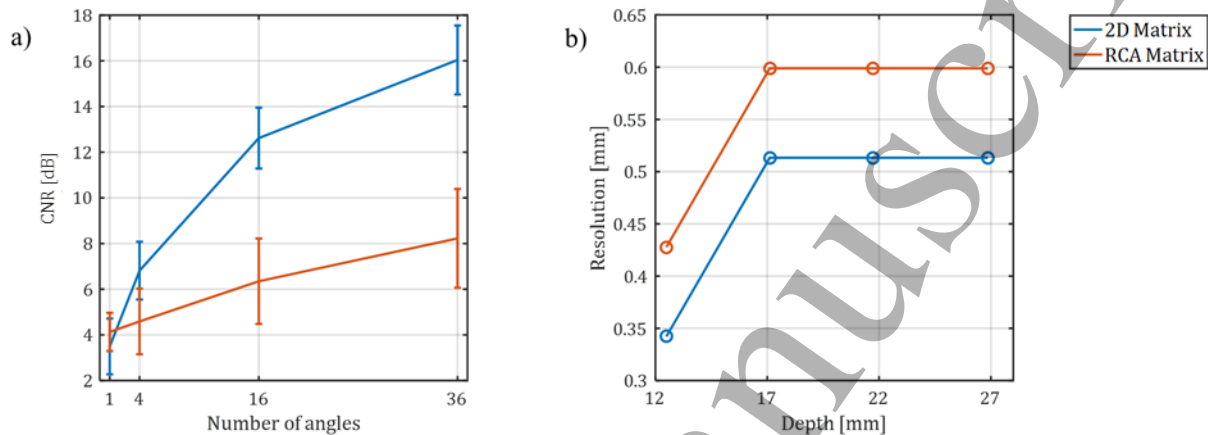 a)
18
16
14
12
10
8
6
4
2
CNR [dB]
1 4 16 36
Number of angles
b)
0.65
0.6
0.55
0.5
0.45
0.4
0.35
0.3
Resolution [mm]
12 17 22 27
Depth [mm]
2D Matrix
RCA Matrix